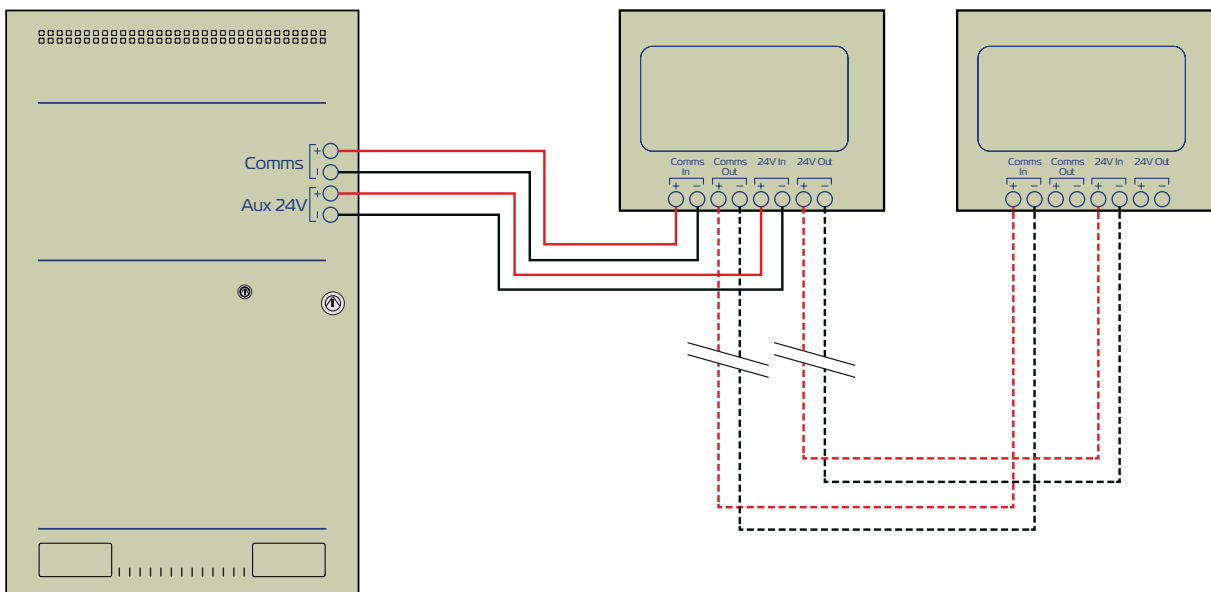 Comms
+
−
Aux 24V
+
−
Comms In
Comms Out
24V In
24V Out
+ − + − + − + −
Comms In
Comms Out
24V In
24V Out
+ − + − + − + −